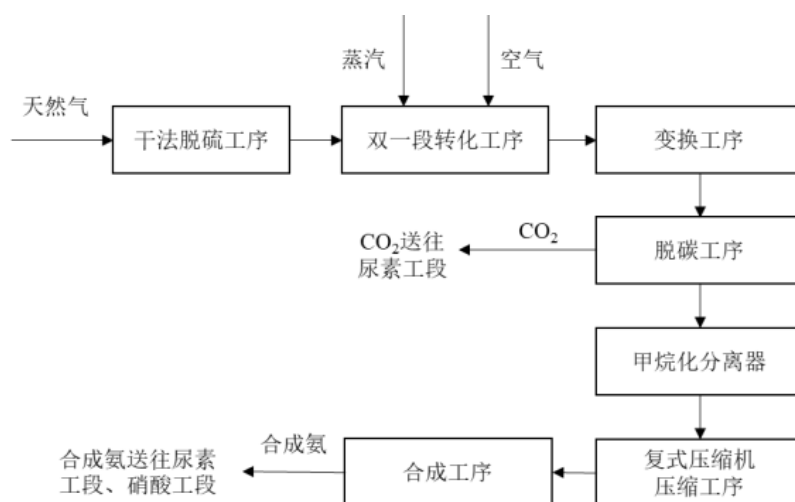 蒸汽
空气
天然气
干法脱硫工序
双一段转化工序
变换工序
CO₂
CO₂送往
尿素工段
脱碳工序
甲烷化分离器
合成氨
合成氨送往尿素
工段、硝酸工段
合成工序
复式压缩机
压缩工序